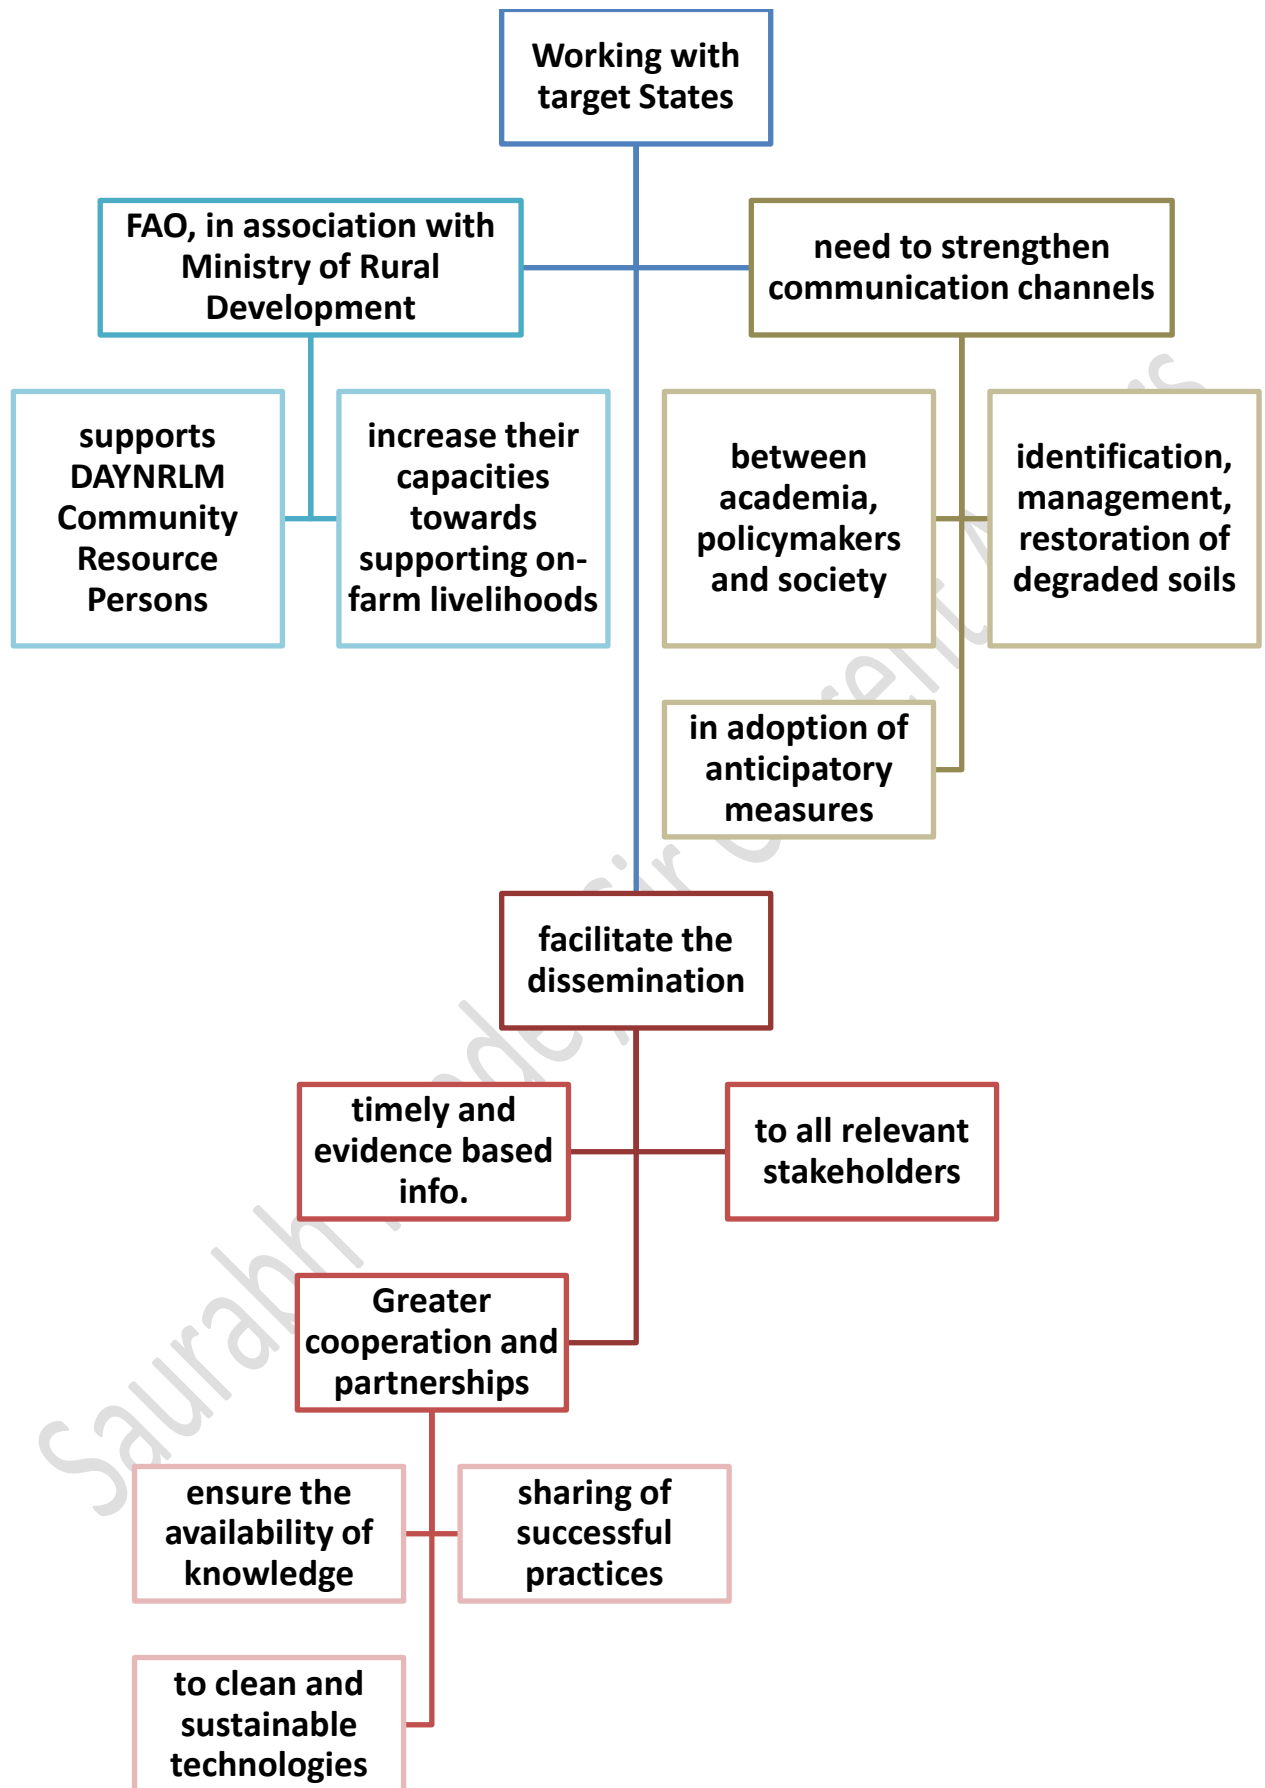 Working with
target States
FAO, in association with
Ministry of Rural
Development
need to strengthen
communication channels
supports
DAYNRLM
Community
Resource
Persons
increase their
capacities
towards
supporting on-
farm livelihoods
between
academia,
policymakers
and society
identification,
management,
restoration of
degraded soils
in adoption of
anticipatory
measures
facilitate the
dissemination
timely and
evidence based
info.
to all relevant
stakeholders
Greater
cooperation and
partnerships
ensure the
availability of
knowledge
sharing of
successful
practices
to clean and
sustainable
technologies
Saurabh